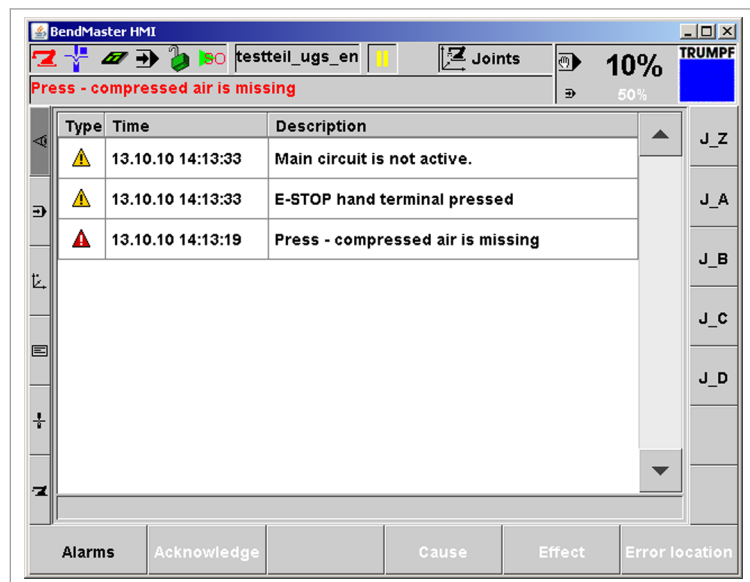 BendMaster HMI
testteil_ugs_en
Joints
10%
50%
TRUMPF
Press - compressed air is missing
Type Time Description
13.10.10 14:13:33 Main circuit is not active.
13.10.10 14:13:33 E-STOP hand terminal pressed
13.10.10 14:13:19 Press - compressed air is missing
J_Z
J_A
J_B
J_C
J_D
Alarms Acknowledge Cause Effect Error location